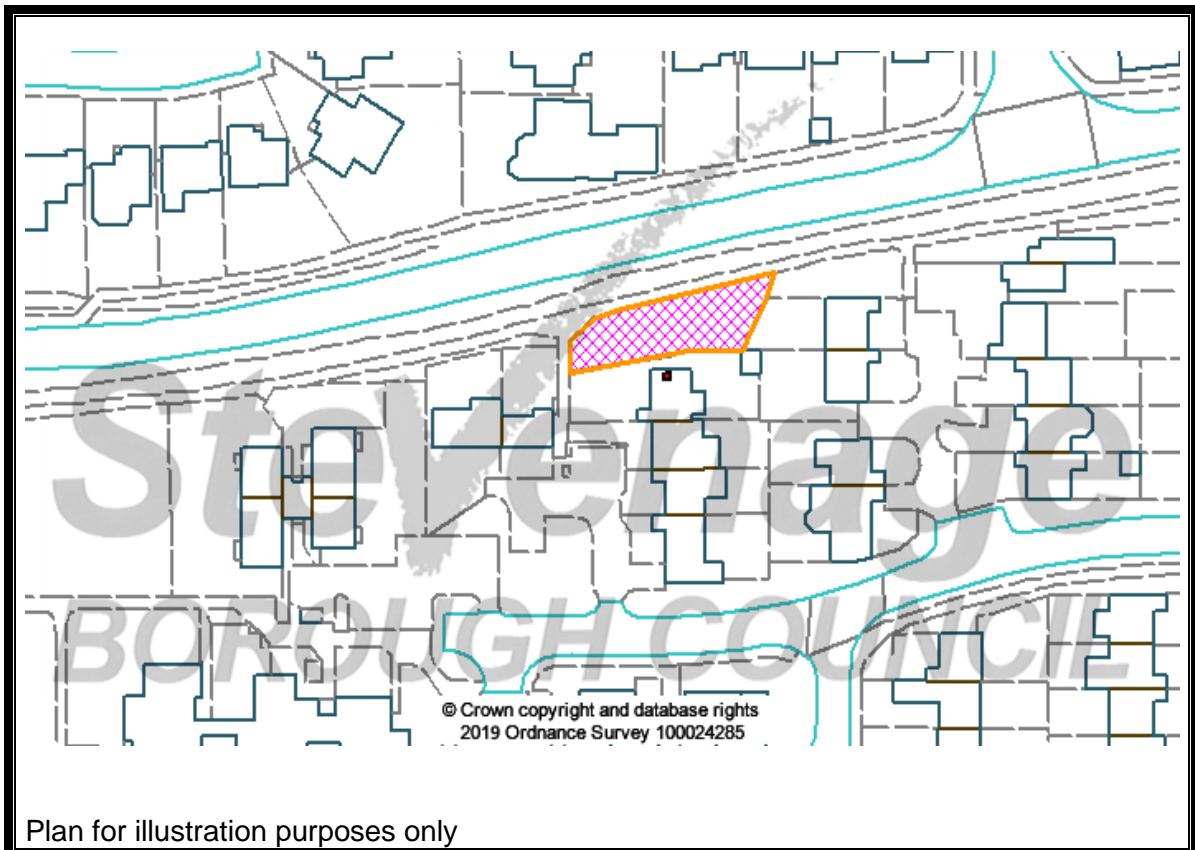 Stevenage
BOROUGH COUNCIL
© Crown copyright and database rights
2019 Ordnance Survey 100024285
Plan for illustration purposes only